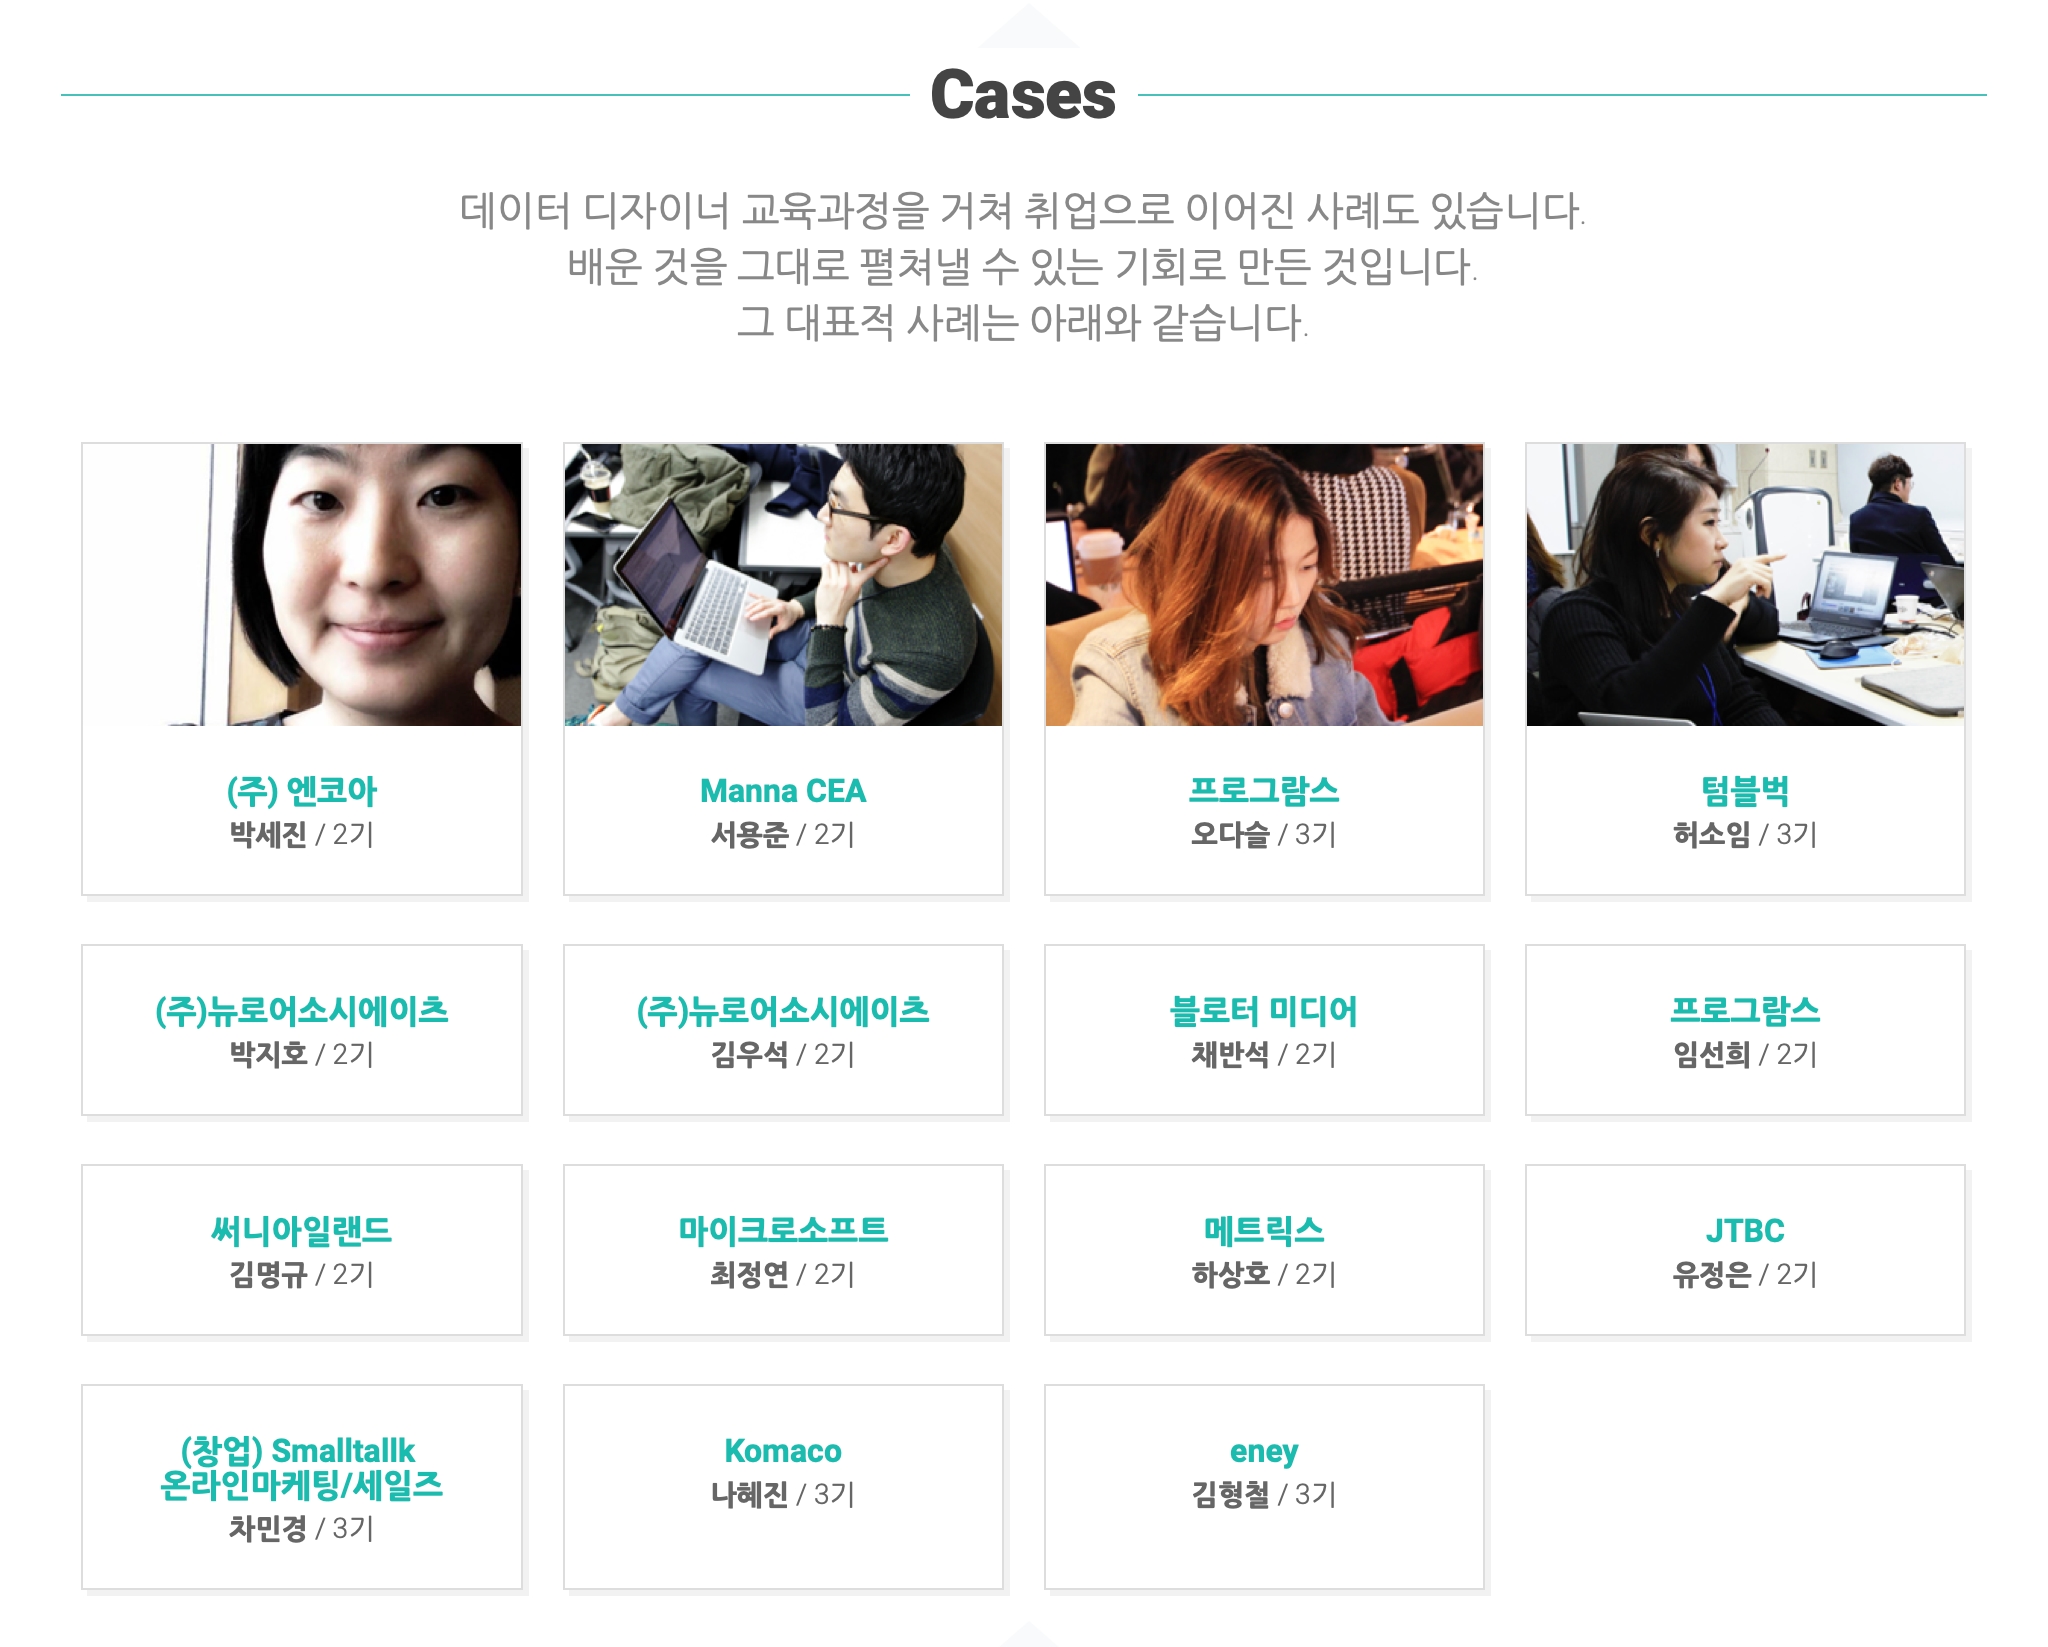 Cases
데이터 디자이너 교육과정을 거쳐 취업으로 이어진 사례도 있습니다.
배운 것을 그대로 펼쳐낼 수 있는 기회로 만든 것입니다.
그 대표적 사례는 아래와 같습니다.
(주) 엔코아
박세진 / 2기
Manna CEA
서용준 / 2기
프로그람스
오다슬 / 3기
텀블벅
허소임 / 3기
(주)뉴로어소시에이츠
박지호 / 2기
(주)뉴로어소시에이츠
김우석 / 2기
블로터 미디어
채반석 / 2기
프로그람스
임선희 / 2기
써니아일랜드
김명규 / 2기
마이크로소프트
최정연 / 2기
메트릭스
하상호 / 2기
JTBC
유정은 / 2기
(창업) Smalltallk
온라인마케팅/세일즈
차민경 / 3기
Komaco
나혜진 / 3기
eney
김형철 / 3기